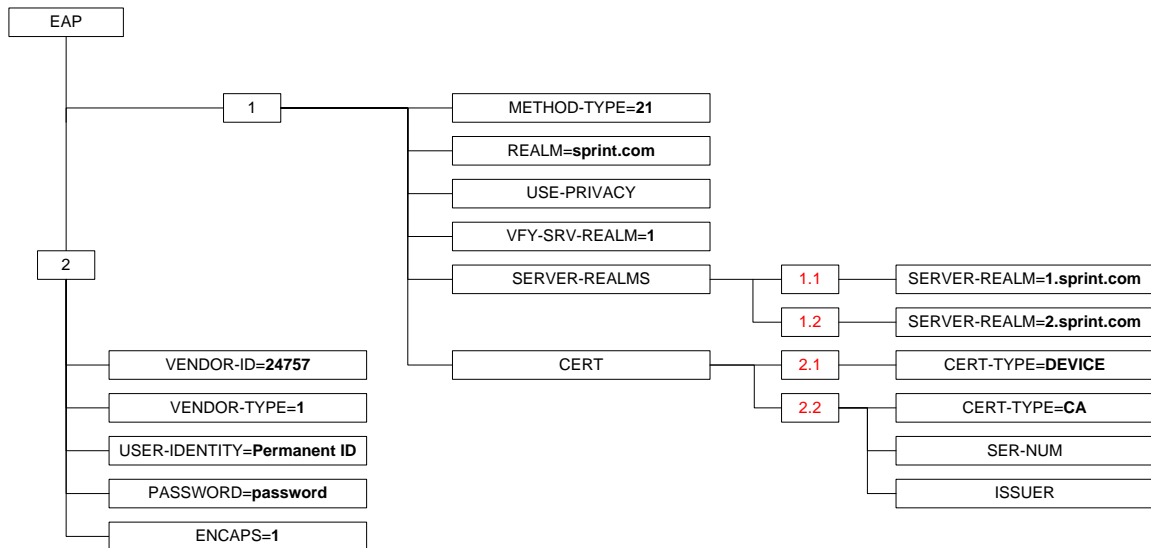 EAP
1
METHOD-TYPE=21
REALM=sprint.com
USE-PRIVACY
VFY-SRV-REALM=1
2
SERVER-REALMS
1.1
SERVER-REALM=1.sprint.com
1.2
SERVER-REALM=2.sprint.com
VENDOR-ID=24757
CERT
2.1
CERT-TYPE=DEVICE
VENDOR-TYPE=1
2.2
CERT-TYPE=CA
USER-IDENTITY=Permanent ID
SER-NUM
PASSWORD=password
ISSUER
ENCAPS=1